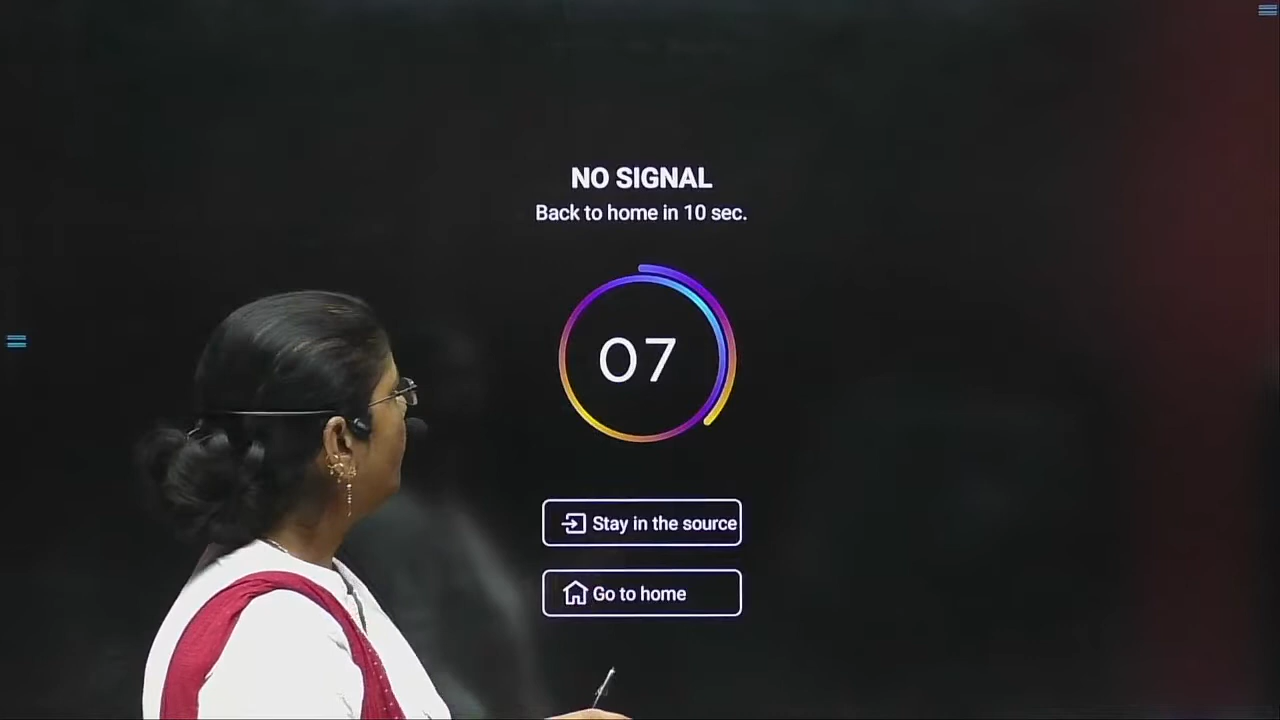 NO SIGNAL
Back to home in 10 sec.
07
Stay in the source
Go to home